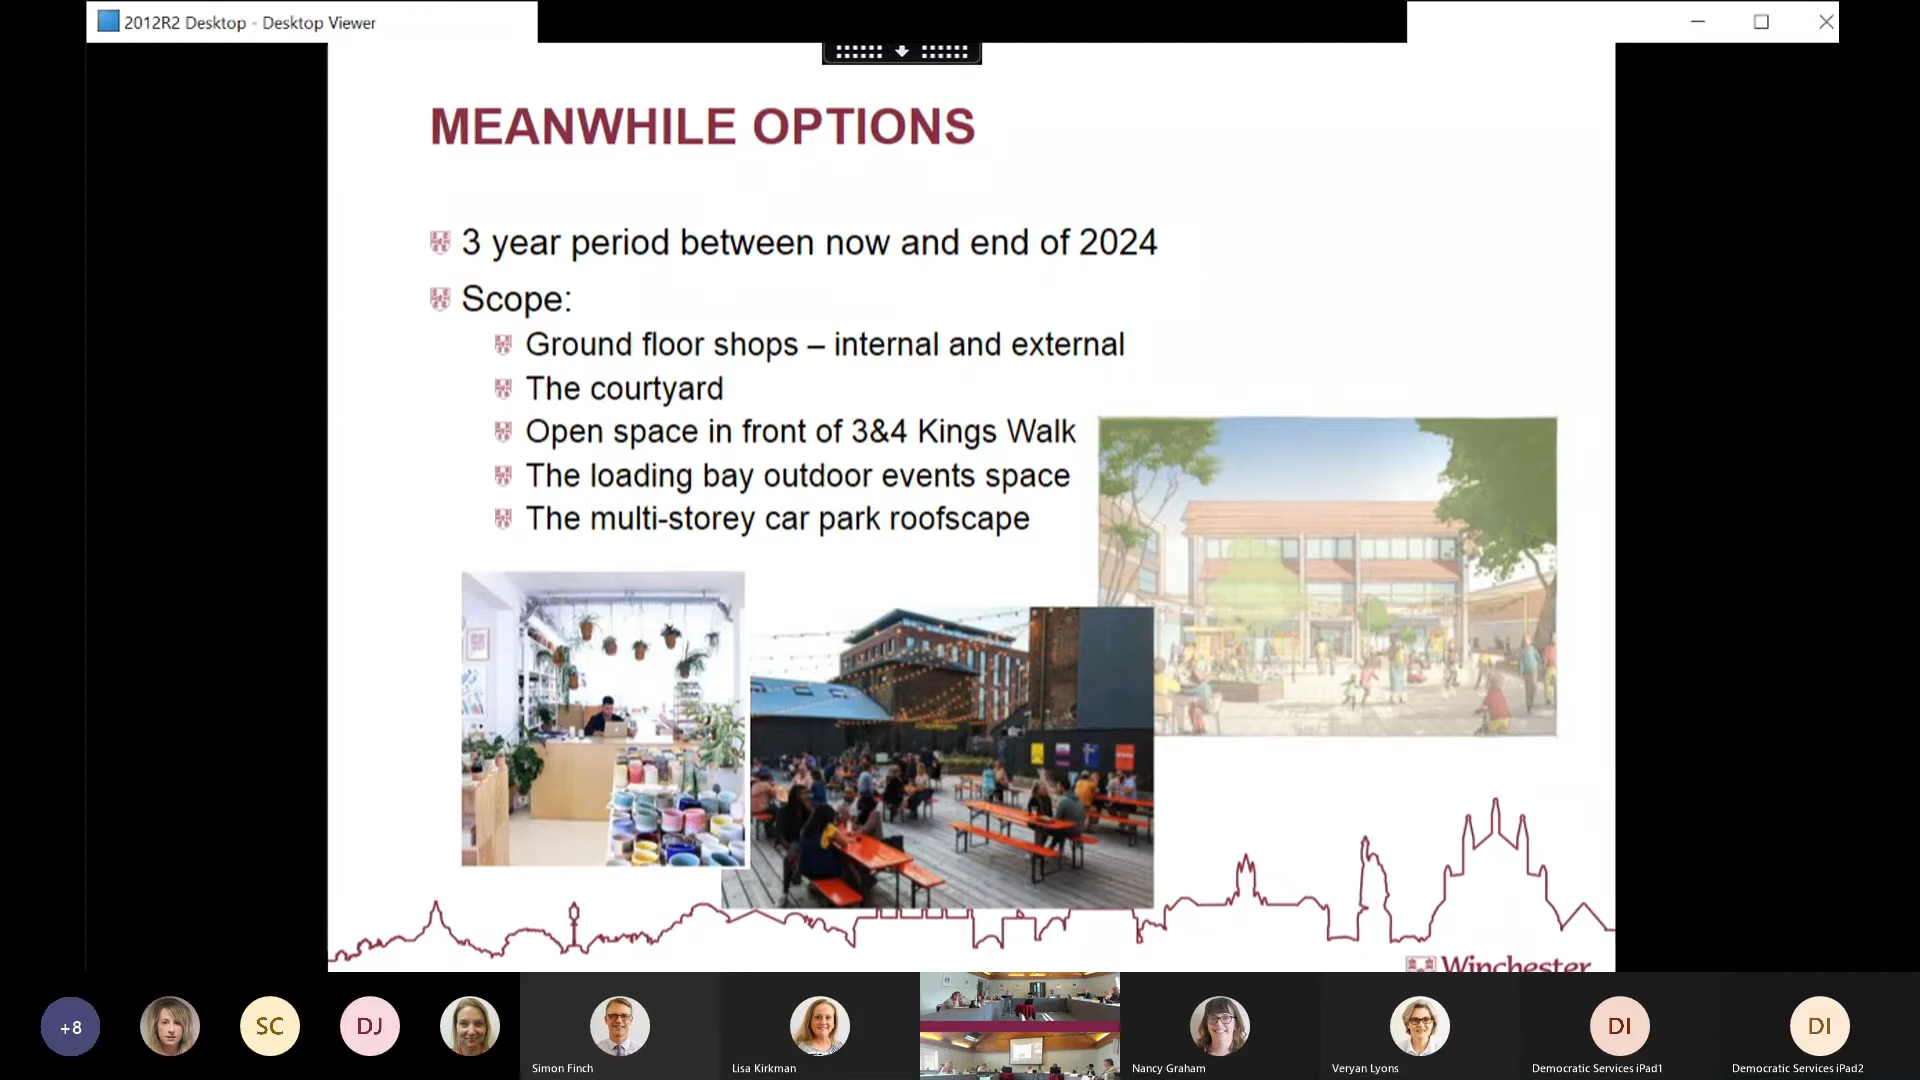 2012R2 Desktop - Desktop Viewer
MEANWHILE OPTIONS
3 year period between now and end of 2024
Scope:
Ground floor shops – internal and external
The courtyard
Open space in front of 3&4 Kings Walk
The loading bay outdoor events space
The multi-storey car park roofscape
Winchester
+8
SC
DJ
DI
DI
Simon Finch
Lisa Kirkman
Nancy Graham
Veryan Lyons
Democratic Services iPad1
Democratic Services iPad2